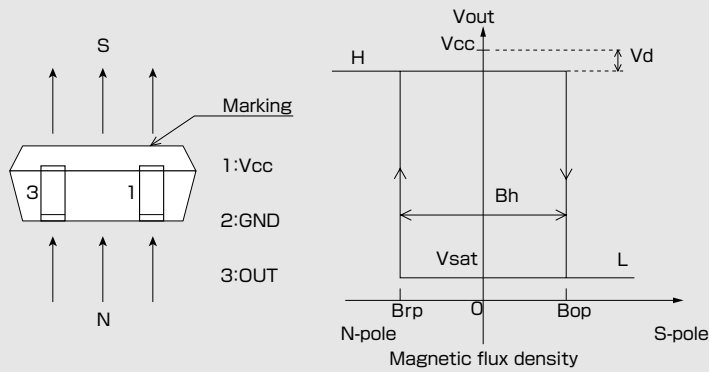 S
Marking
3
1
1:Vcc
2:GND
3:OUT
N
Vout
Vcc
H
Vd
Bh
Vsat
L
Brp
O
Bop
N-pole
S-pole
Magnetic flux density